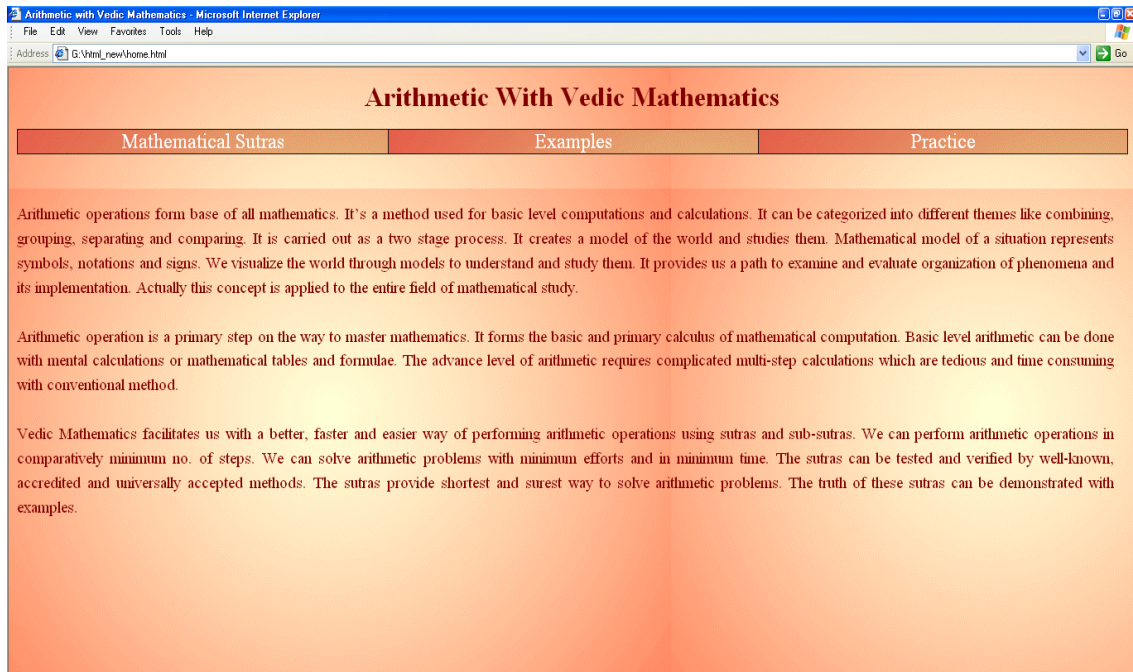 Arithmetic with Vedic Mathematics - Microsoft Internet Explorer
File Edit View Favorites Tools Help
Address G:\html_new\home.html Go
Arithmetic With Vedic Mathematics
Mathematical Sutras Examples Practice
Arithmetic operations form base of all mathematics. It's a method used for basic level computations and calculations. It can be categorized into different themes like combining,
grouping, separating and comparing. It is carried out as a two stage process. It creates a model of the world and studies them. Mathematical model of a situation represents
symbols, notations and signs. We visualize the world through models to understand and study them. It provides us a path to examine and evaluate organization of phenomena and
its implementation. Actually this concept is applied to the entire field of mathematical study.
Arithmetic operation is a primary step on the way to master mathematics. It forms the basic and primary calculus of mathematical computation. Basic level arithmetic can be done
with mental calculations or mathematical tables and formulae. The advance level of arithmetic requires complicated multi-step calculations which are tedious and time consuming
with conventional method.
Vedic Mathematics facilitates us with a better, faster and easier way of performing arithmetic operations using sutras and sub-sutras. We can perform arithmetic operations in
comparatively minimum no. of steps. We can solve arithmetic problems with minimum efforts and in minimum time. The sutras can be tested and verified by well-known,
accredited and universally accepted methods. The sutras provide shortest and surest way to solve arithmetic problems. The truth of these sutras can be demonstrated with
examples.